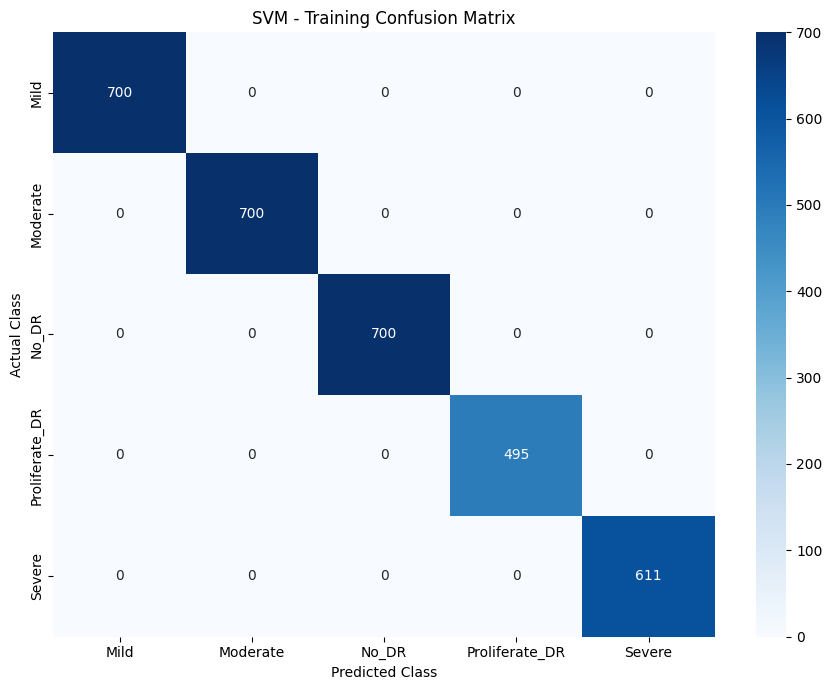 SVM - Training Confusion Matrix
700 0 0 0 0
0 700 0 0 0
0 0 700 0 0
0 0 0 495 0
0 0 0 0 611
Mild
Moderate
No_DR
Proliferate_DR
Severe
Actual Class
Mild Moderate No_DR Proliferate_DR Severe
Predicted Class
700
600
500
400
300
200
100
0